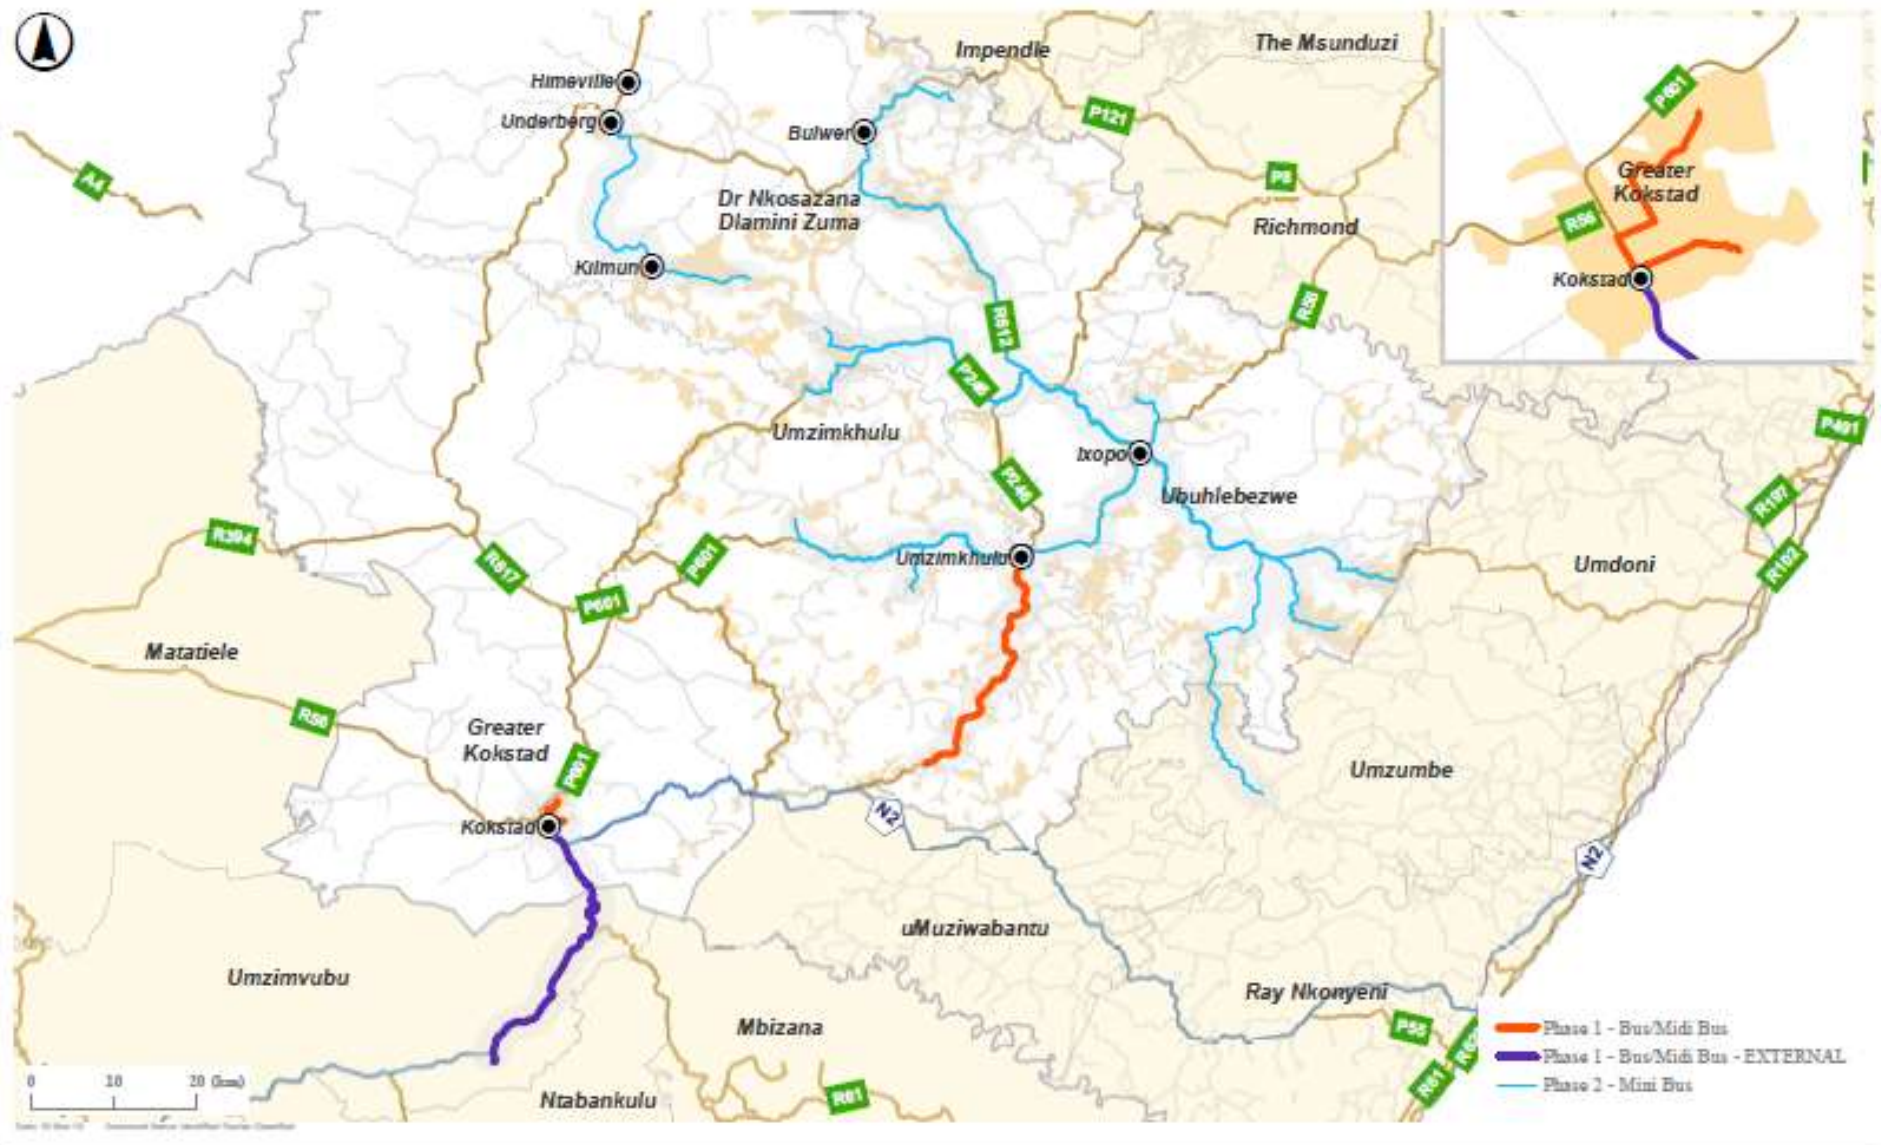 Impendle
The Msunduzi
Himeville
Underberg
Bulwer
P121
P601
A4
Dr Nkosazana
Dlamini Zuma
P8
Richmond
Greater
Kokstad
R56
Kokstad
Kilmun
R56
R612
P246
Umzimkhulu
Ixopo
P246
Ubuhlebezwe
P491
R197
R102
R394
R617
P601
P601
Umzimkhulu
Umdoni
Matatiele
R56
Greater
Kokstad
P601
Kokstad
N2
Umzumbe
N2
uMuziwabantu
Umzimvubu
Ray Nkonyeni
Mbizana
P55
R61
Ntabankulu
R61
0 10 20 (km)
Phase 1 - Bus/Midi Bus
Phase 1 - Bus/Midi Bus - EXTERNAL
Phase 2 - Mini Bus